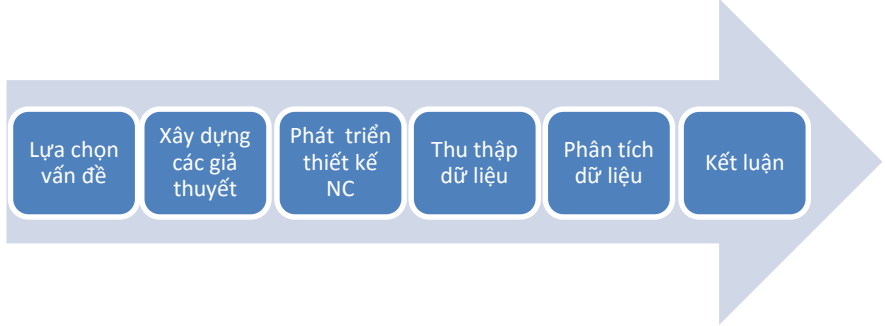 Lựa chọn
vấn đề
Xây dựng
các giả
thuyết
Phát triển
thiết kế
NC
Thu thập
dữ liệu
Phân tích
dữ liệu
Kết luận